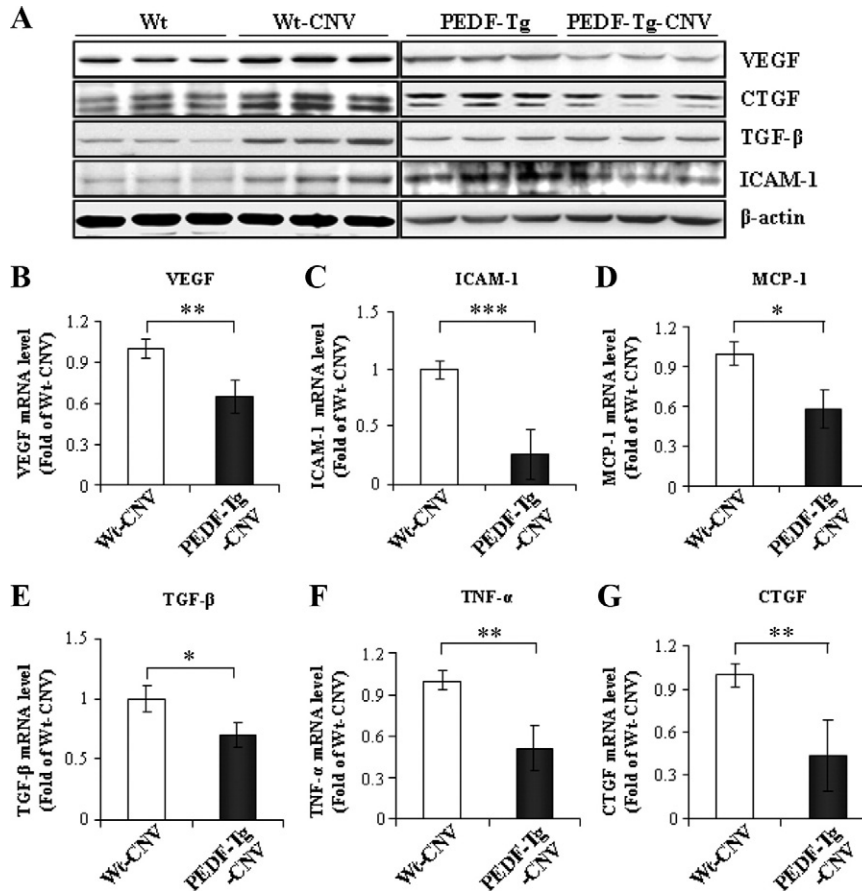 A
Wt Wt-CNV PEDF-Tg PEDF-Tg-CNV
VEGF
CTGF
TGF-β
ICAM-1
β-actin
B
VEGF
VEGF mRNA level
(Fold of Wt-CNV)
1.2
0.9
0.6
0.3
0
**
Wt-CNV
PEDF-Tg
-CNV
C
ICAM-1
ICAM-1 mRNA level
(Fold of Wt-CNV)
1.5
1
0.5
0
***
Wt-CNV
PEDF-Tg
-CNV
D
MCP-1
MCP-1 mRNA level
(Fold of Wt-CNV)
1.2
0.9
0.6
0.3
0
*
Wt-CNV
PEDF-Tg
-CNV
E
TGF-β
TGF-β mRNA level
(Fold of Wt-CNV)
1.5
1
0.5
0
*
Wt-CNV
PEDF-Tg
-CNV
F
TNF-α
TNF-α mRNA level
(Fold of Wt-CNV)
1.2
0.9
0.6
0.3
0
**
Wt-CNV
PEDF-Tg
-CNV
G
CTGF
CTGF mRNA level
(Fold of Wt-CNV)
1.2
0.9
0.6
0.3
0
**
Wt-CNV
PEDF-Tg
-CNV